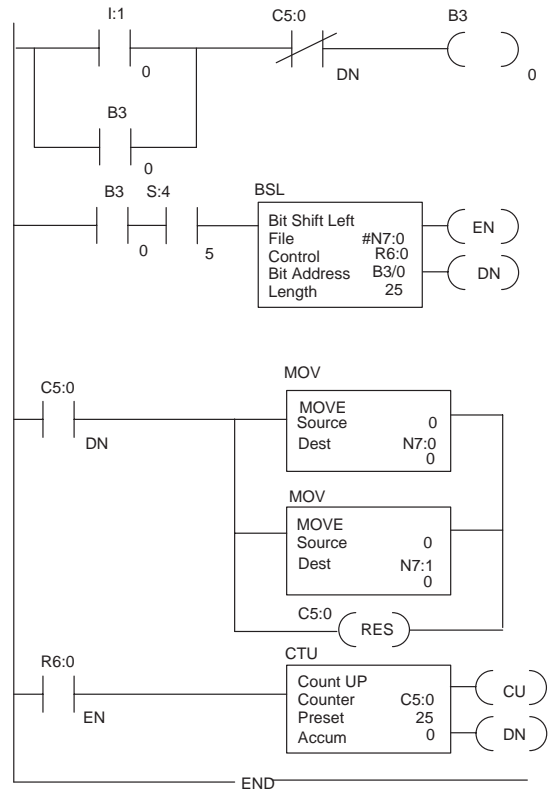 I:1 C5:0 B3
0 DN 0
B3
0
B3 S:4 BSL
0 5
Bit Shift Left
File #N7:0
Control R6:0
Bit Address B3/0
Length 25
EN
DN
MOV
C5:0
DN
MOVE
Source 0
Dest N7:0
0
MOV
MOVE
Source 0
Dest N7:1
0
C5:0
RES
CTU
R6:0
EN
Count UP
Counter C5:0
Preset 25
Accum 0
CU
DN
END